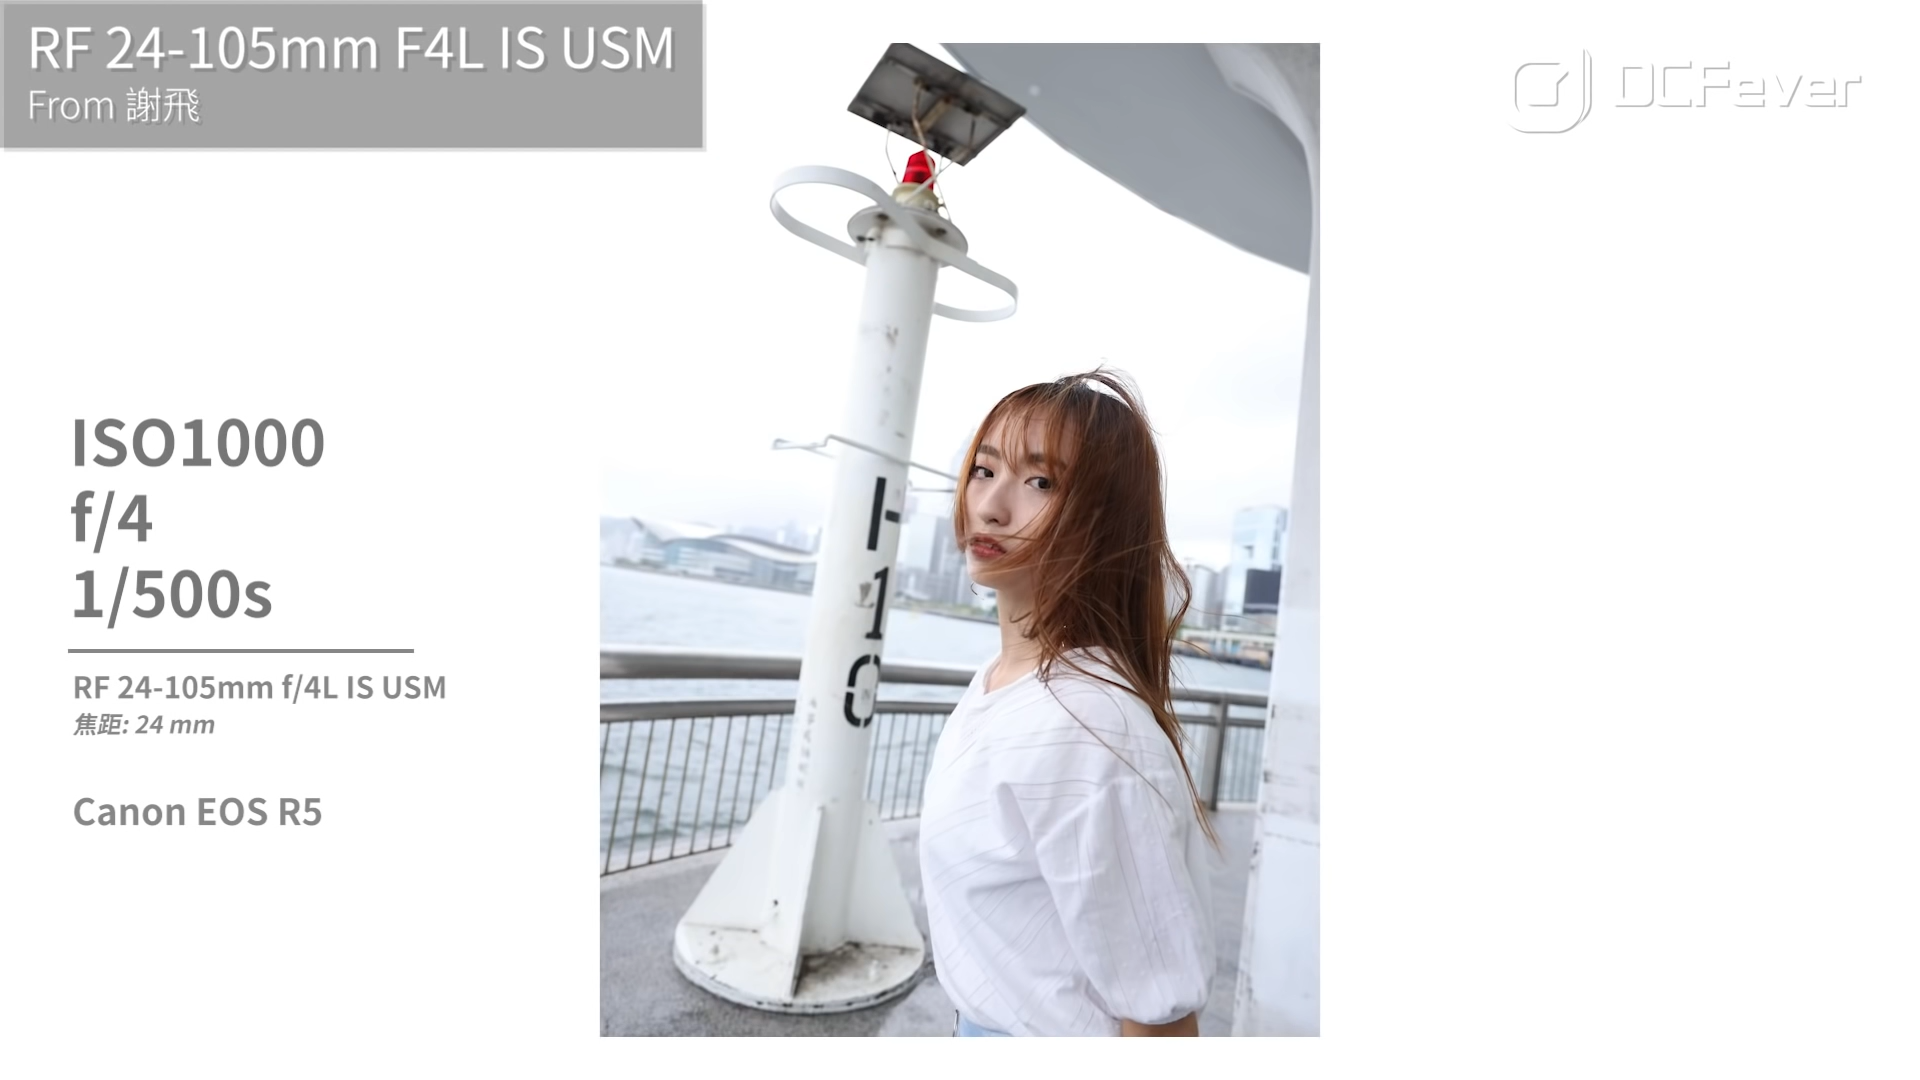 RF 24-105mm F4L IS USM
From 謝飛
DCFever
ISO1000
f/4
1/500s
RF 24-105mm f/4L IS USM
焦距: 24 mm
Canon EOS R5
H
10